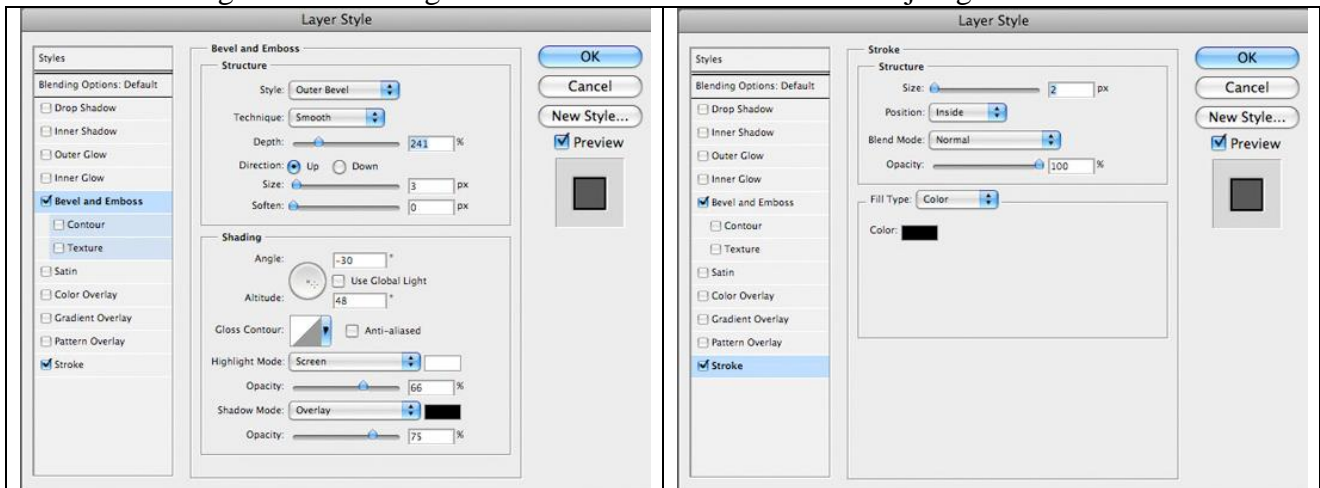 Layer Style
Styles
Blending Options: Default
Drop Shadow
Inner Shadow
Outer Glow
Inner Glow
Bevel and Emboss
Contour
Texture
Satin
Color Overlay
Gradient Overlay
Pattern Overlay
Stroke
Bevel and Emboss
Structure
Style: Outer Bevel
Technique: Smooth
Depth: 241 %
Direction: Up Down
Size: 3 px
Soften: 0 px
Shading
Angle: -30 °
Use Global Light
Altitude: 48 °
Gloss Contour: Anti-aliased
Highlight Mode: Screen
Opacity: 66 %
Shadow Mode: Overlay
Opacity: 75 %
OK
Cancel
New Style...
Preview
Layer Style
Styles
Blending Options: Default
Drop Shadow
Inner Shadow
Outer Glow
Inner Glow
Bevel and Emboss
Contour
Texture
Satin
Color Overlay
Gradient Overlay
Pattern Overlay
Stroke
Stroke
Structure
Size: 2 px
Position: Inside
Blend Mode: Normal
Opacity: 100 %
Fill Type: Color
Color:
OK
Cancel
New Style...
Preview